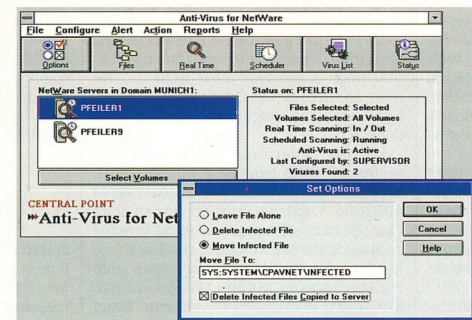 Anti-Virus for NetWare
File Configure Alert Action Reports Help
Options Files Real Time Scheduler Virus List Status
NetWare Servers in Domain MUNICH1:
PFEILER1
PFEILER9
Select Volumes
Status on: PFEILER1
Files Selected: Selected
Volumes Selected: All Volumes
Real Time Scanning: In / Out
Scheduled Scanning: Running
Anti-Virus is: Active
Last Configured by: SUPERVISOR
Viruses Found: 2
CENTRAL POINT
Anti-Virus for Net
Set Options
Leave File Alone
Delete Infected File
Move Infected File
Move File To:
SYS:SYSTEM\CPAVNET\INFECTED
Delete Infected Files Copied to Server
OK
Cancel
Help